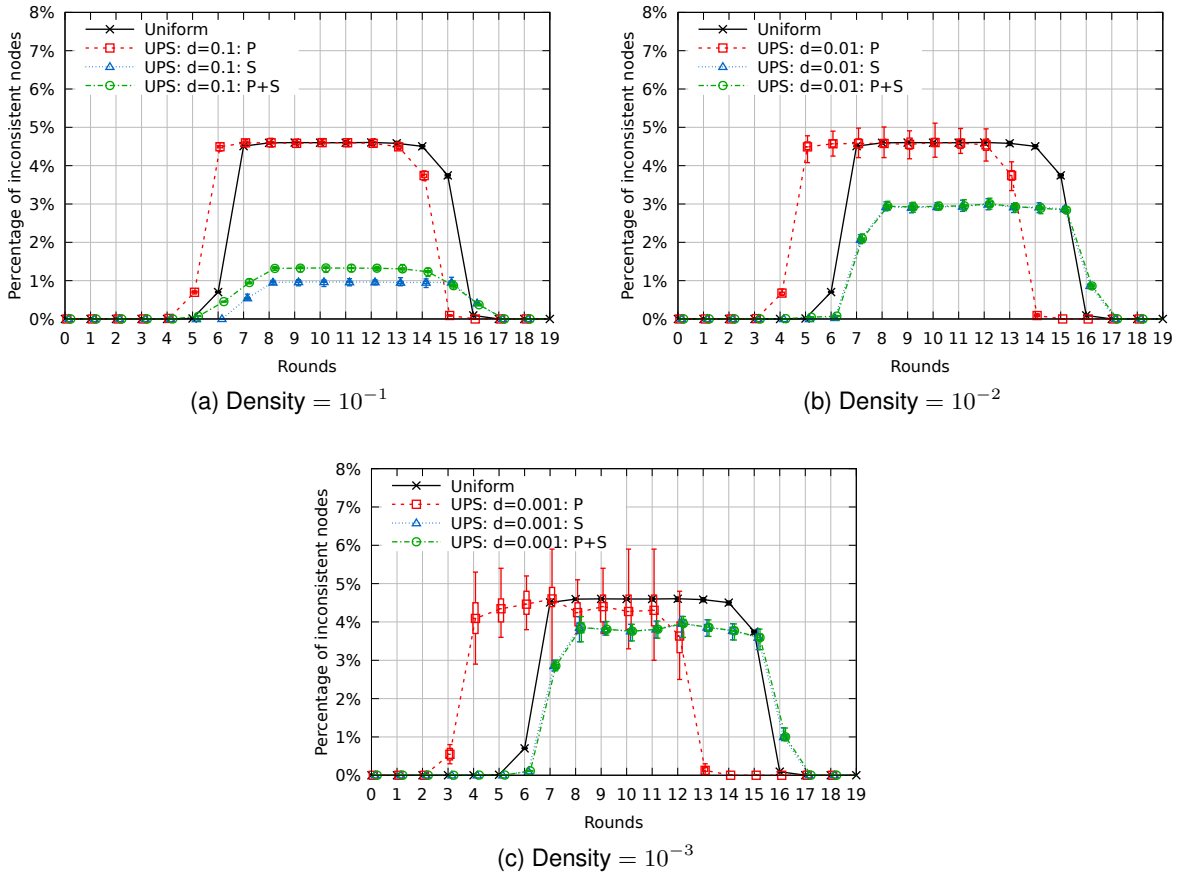 8%
7%
6%
5%
4%
3%
2%
1%
0%
Percentage of inconsistent nodes
Uniform
UPS: d=0.1: P
UPS: d=0.1: S
UPS: d=0.1: P+S
0 1 2 3 4 5 6 7 8 9 10 11 12 13 14 15 16 17 18 19
Rounds
(a) Density = 10⁻¹
8%
7%
6%
5%
4%
3%
2%
1%
0%
Percentage of inconsistent nodes
Uniform
UPS: d=0.01: P
UPS: d=0.01: S
UPS: d=0.01: P+S
0 1 2 3 4 5 6 7 8 9 10 11 12 13 14 15 16 17 18 19
Rounds
(b) Density = 10⁻²
8%
7%
6%
5%
4%
3%
2%
1%
0%
Percentage of inconsistent nodes
Uniform
UPS: d=0.001: P
UPS: d=0.001: S
UPS: d=0.001: P+S
0 1 2 3 4 5 6 7 8 9 10 11 12 13 14 15 16 17 18 19
Rounds
(c) Density = 10⁻³